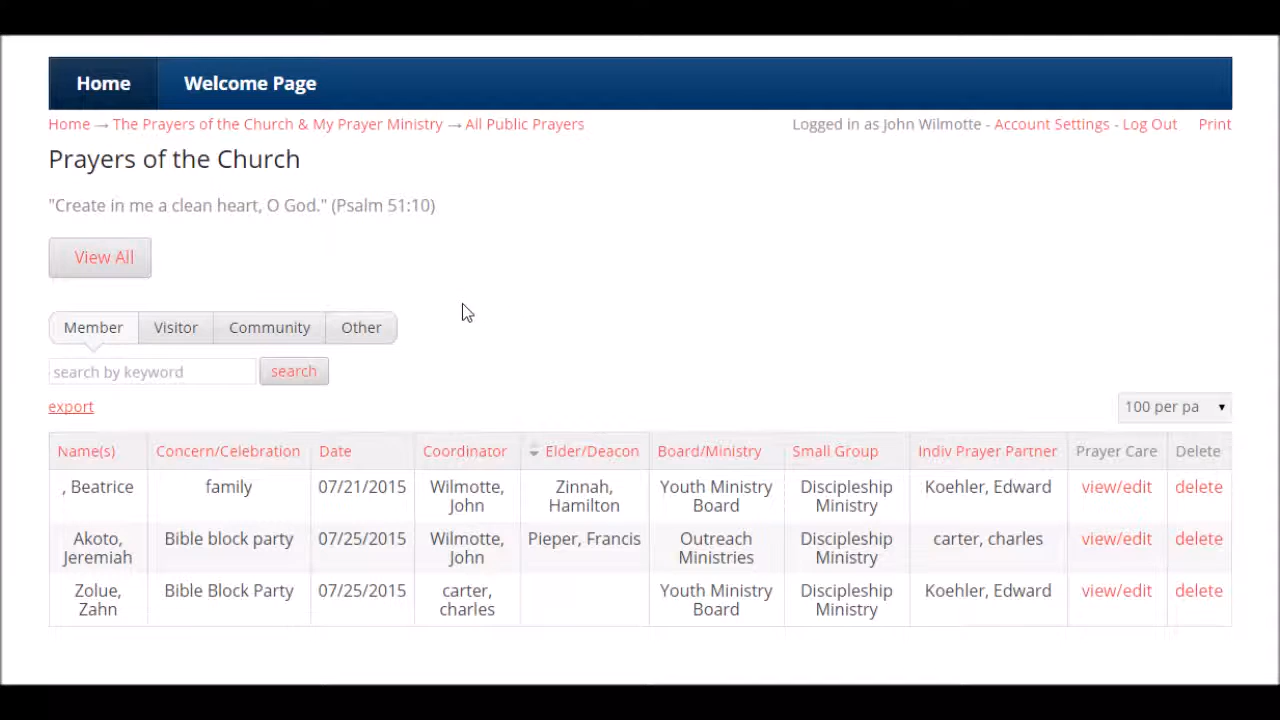 Home Welcome Page
Home → The Prayers of the Church & My Prayer Ministry → All Public Prayers Logged in as John Wilmotte - Account Settings - Log Out Print
Prayers of the Church
"Create in me a clean heart, O God." (Psalm 51:10)
View All
Member Visitor Community Other
search by keyword search
export 100 per pa
Name(s) Concern/Celebration Date Coordinator Elder/Deacon Board/Ministry Small Group Indiv Prayer Partner Prayer Care Delete
, Beatrice family 07/21/2015 Wilmotte, John Zinnah, Hamilton Youth Ministry Board Discipleship Ministry Koehler, Edward view/edit delete
Akoto, Jeremiah Bible block party 07/25/2015 Wilmotte, John Pieper, Francis Outreach Ministries Discipleship Ministry carter, charles view/edit delete
Zolue, Zahn Bible Block Party 07/25/2015 carter, charles Youth Ministry Board Discipleship Ministry Koehler, Edward view/edit delete